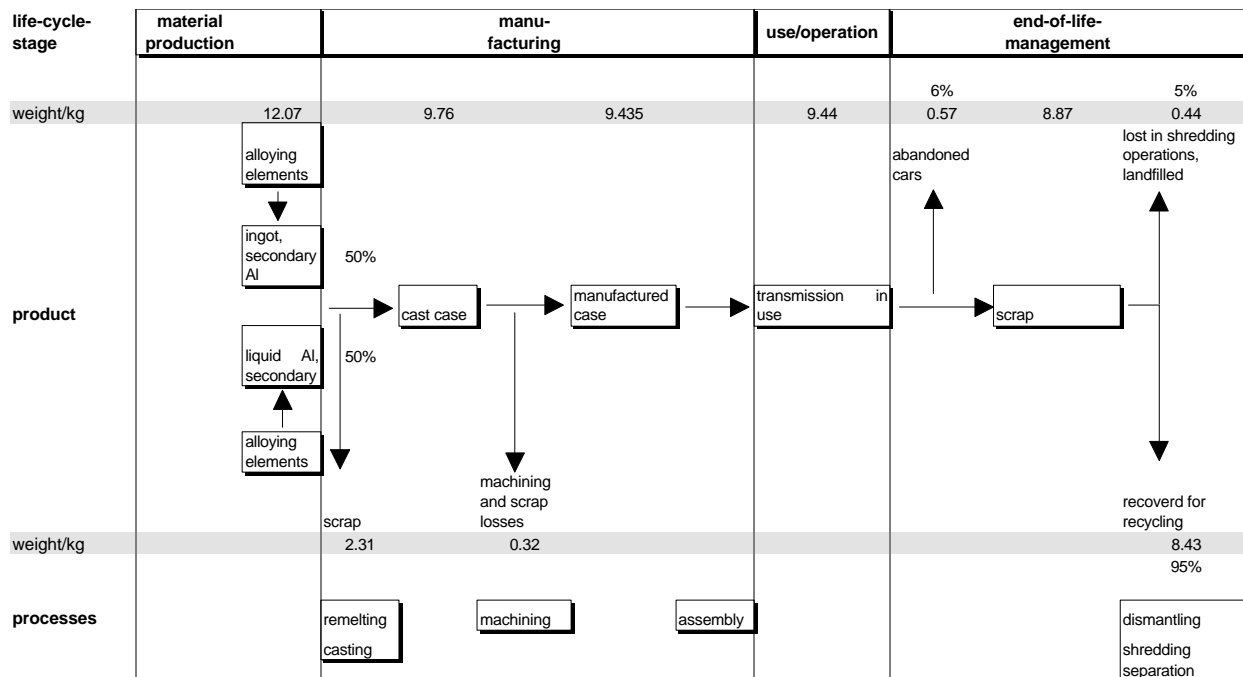 life-cycle-
stage
material
production
manu-
facturing
use/operation
end-of-life-
management
6%
5%
weight/kg
12.07
9.76
9.435
9.44
0.57
8.87
0.44
alloying
elements
abandoned
cars
lost in shredding
operations,
landfilled
ingot,
secondary
Al
50%
product
cast case
manufactured
case
transmission in
use
scrap
liquid Al,
secondary
50%
alloying
elements
scrap
machining
and scrap
losses
recoverd for
recycling
weight/kg
2.31
0.32
8.43
95%
processes
remelting
casting
machining
assembly
dismantling
shredding
separation